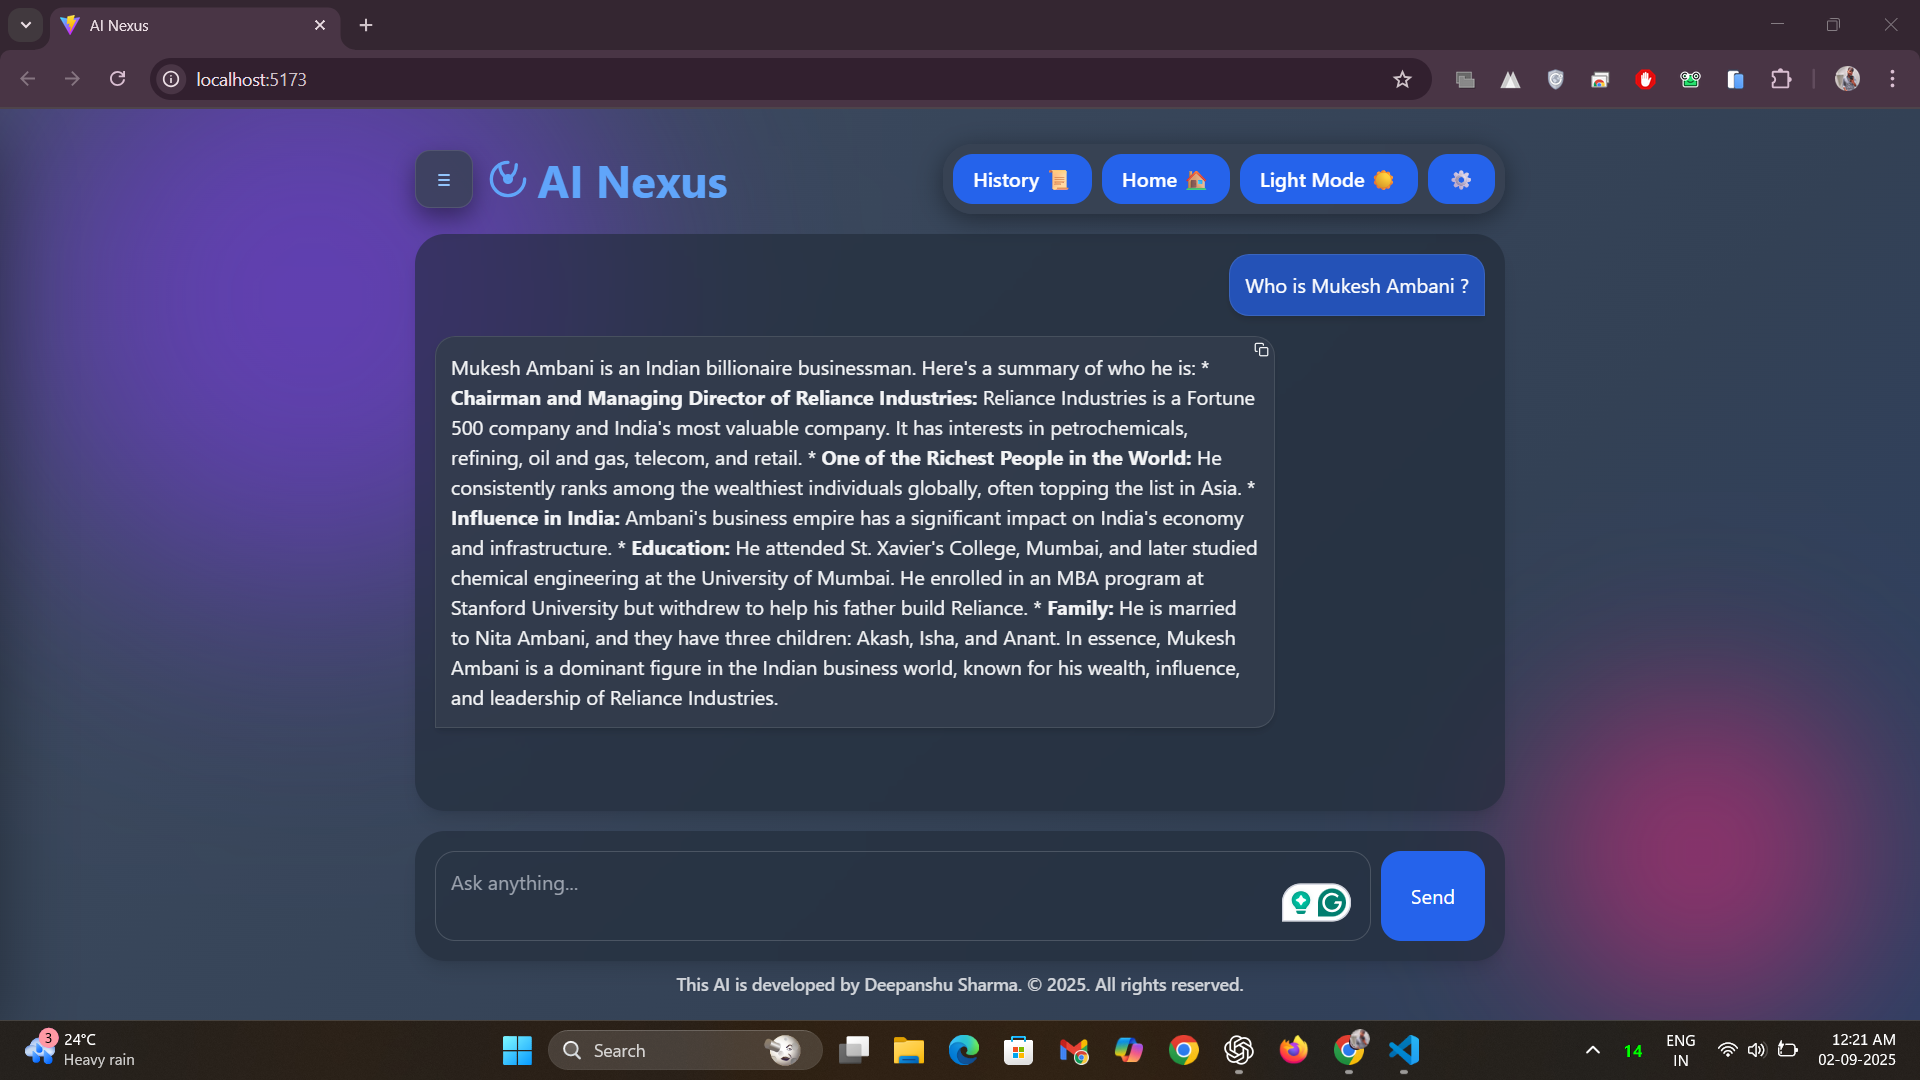 AI Nexus
localhost:5173
AI Nexus
History
Home
Light Mode
Who is Mukesh Ambani ?
Mukesh Ambani is an Indian billionaire businessman. Here's a summary of who he is: *
Chairman and Managing Director of Reliance Industries: Reliance Industries is a Fortune
500 company and India's most valuable company. It has interests in petrochemicals,
refining, oil and gas, telecom, and retail. * One of the Richest People in the World: He
consistently ranks among the wealthiest individuals globally, often topping the list in Asia. *
Influence in India: Ambani's business empire has a significant impact on India's economy
and infrastructure. * Education: He attended St. Xavier's College, Mumbai, and later studied
chemical engineering at the University of Mumbai. He enrolled in an MBA program at
Stanford University but withdrew to help his father build Reliance. * Family: He is married
to Nita Ambani, and they have three children: Akash, Isha, and Anant. In essence, Mukesh
Ambani is a dominant figure in the Indian business world, known for his wealth, influence,
and leadership of Reliance Industries.
Ask anything...
Send
This AI is developed by Deepanshu Sharma. © 2025. All rights reserved.
3
24°C
Heavy rain
Search
14
ENG
IN
12:21 AM
02-09-2025